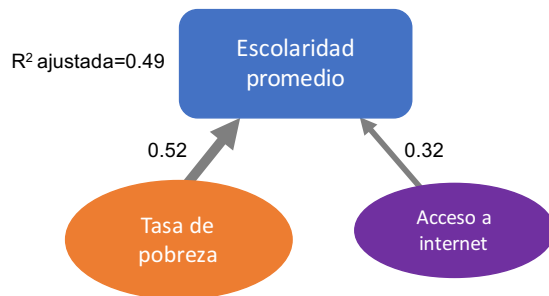 Escolaridad
promedio
R² ajustada=0.49
0.52
0.32
Tasa de
pobreza
Acceso a
internet